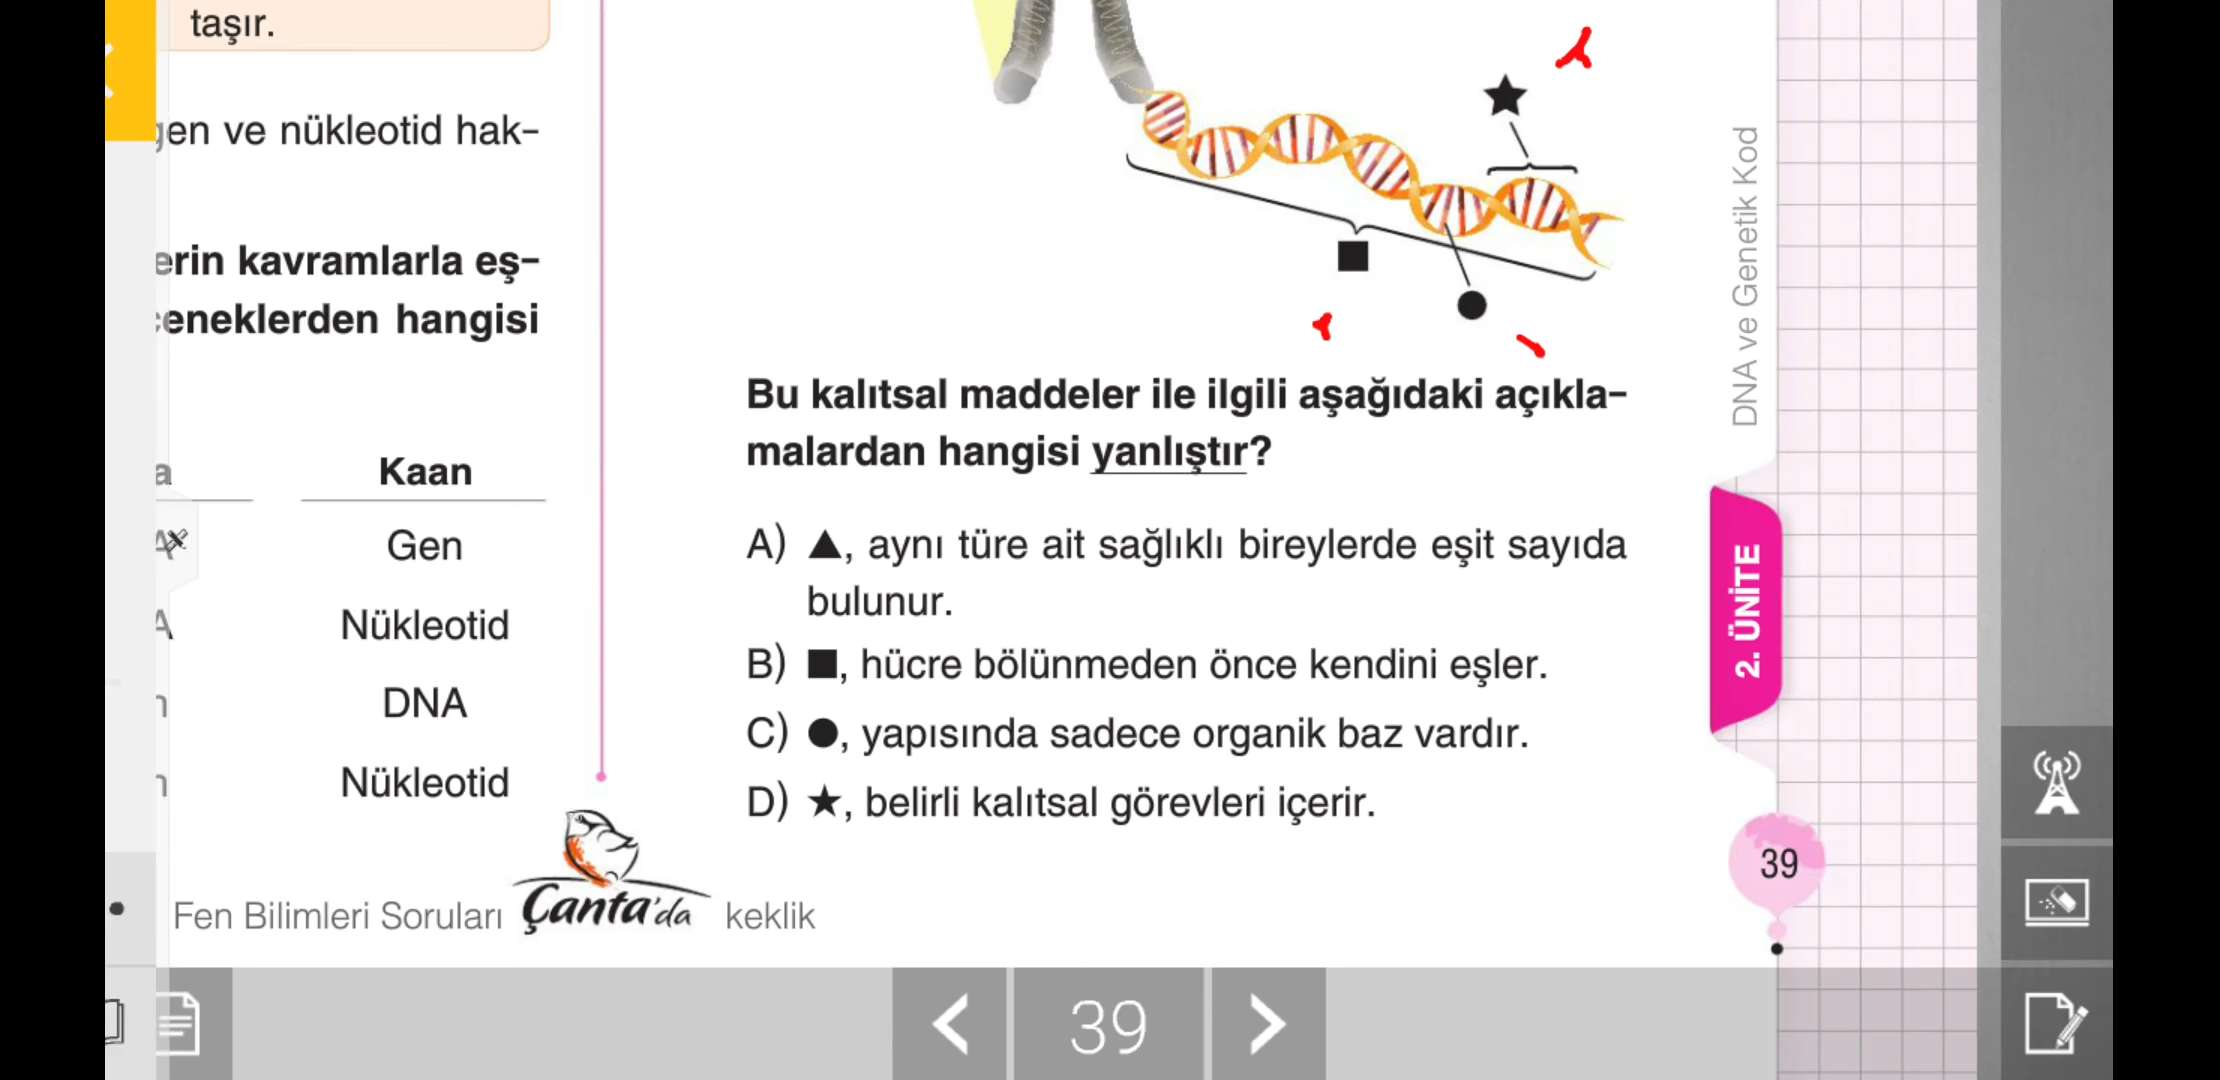 taşır.
gen ve nükleotid hak-
erin kavramlarla eş-
eneklerden hangisi
a Kaan
Gen
A Nükleotid
DNA
Nükleotid
Bu kalıtsal maddeler ile ilgili aşağıdaki açıkla-
malardan hangisi yanlıştır?
A) ▲, aynı türe ait sağlıklı bireylerde eşit sayıda
bulunur.
B) ■, hücre bölünmeden önce kendini eşler.
C) ●, yapısında sadece organik baz vardır.
D) ★, belirli kalıtsal görevleri içerir.
DNA ve Genetik Kod
2. ÜNİTE
39
Fen Bilimleri Soruları Çanta'da keklik
39